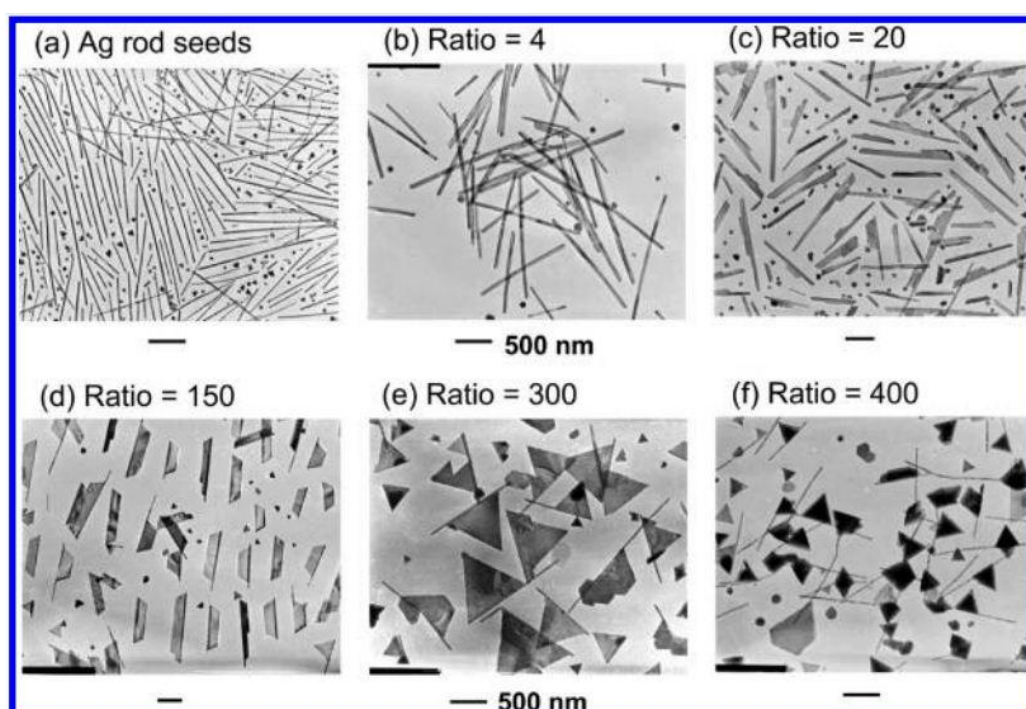 (a) Ag rod seeds
(b) Ratio = 4
(c) Ratio = 20
500 nm
(d) Ratio = 150
(e) Ratio = 300
(f) Ratio = 400
500 nm